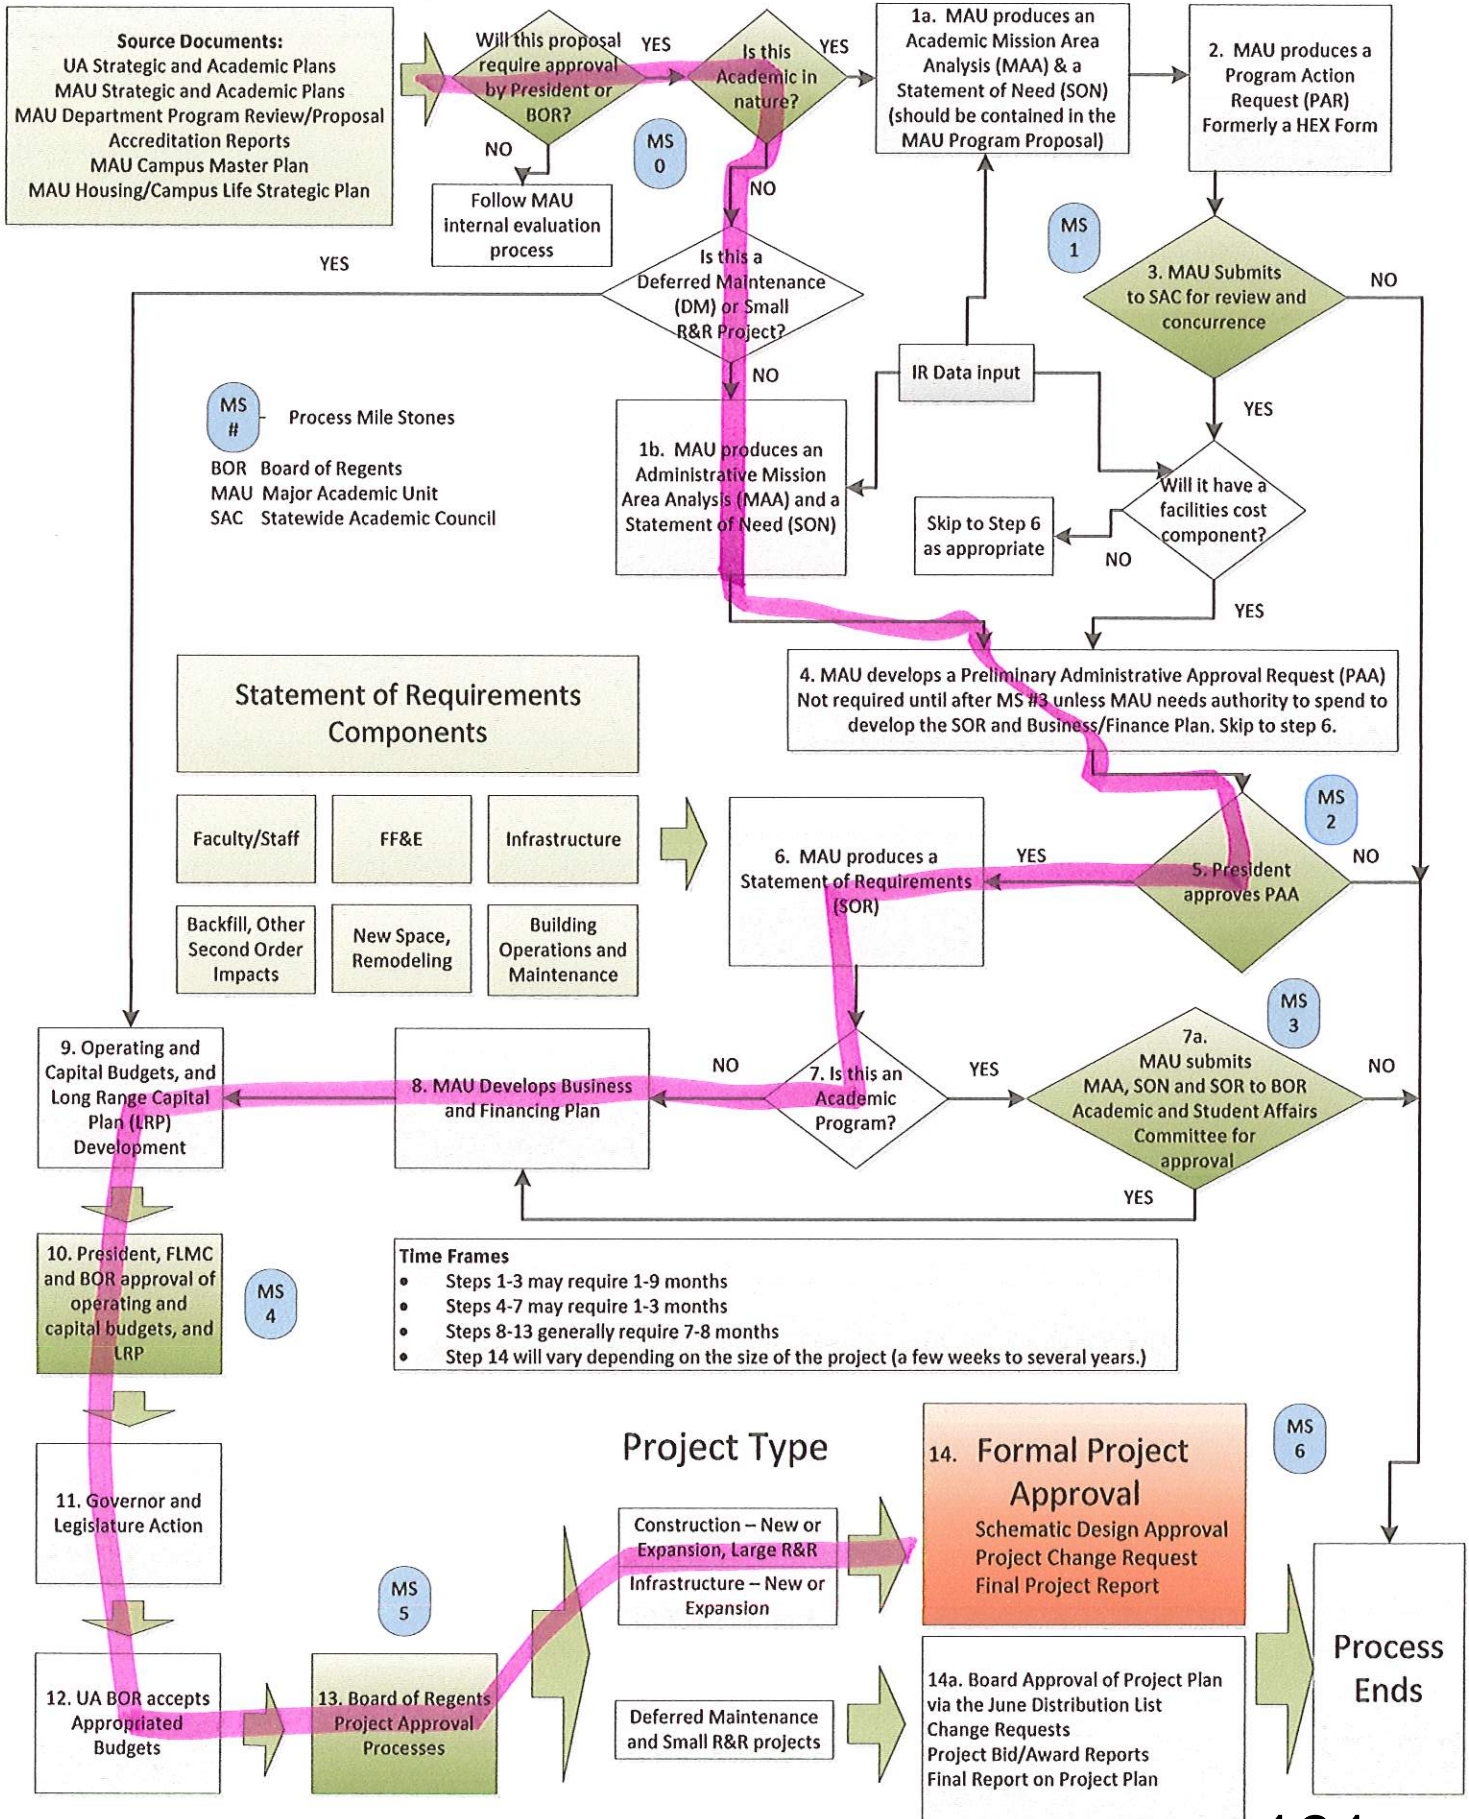 Source Documents:
UA Strategic and Academic Plans
MAU Strategic and Academic Plans
MAU Department Program Review/Proposal
Accreditation Reports
MAU Campus Master Plan
MAU Housing/Campus Life Strategic Plan
Will this proposal
require approval
by President or
BOR?
YES
NO
Is this
Academic in
nature?
YES
NO
MS
0
Follow MAU
internal evaluation
process
1a. MAU produces an
Academic Mission Area
Analysis (MAA) & a
Statement of Need (SON)
(should be contained in the
MAU Program Proposal)
2. MAU produces a
Program Action
Request (PAR)
Formerly a HEX Form
MS
1
3. MAU Submits
to SAC for review and
concurrence
NO
YES
YES
Is this a
Deferred Maintenance
(DM) or Small
R&R Project?
NO
IR Data input
MS
#
Process Mile Stones
BOR Board of Regents
MAU Major Academic Unit
SAC Statewide Academic Council
1b. MAU produces an
Administrative Mission
Area Analysis (MAA) and a
Statement of Need (SON)
Will it have a
facilities cost
component?
NO
YES
Skip to Step 6
as appropriate
4. MAU develops a Preliminary Administrative Approval Request (PAA)
Not required until after MS #3 unless MAU needs authority to spend to
develop the SOR and Business/Finance Plan. Skip to step 6.
Statement of Requirements
Components
Faculty/Staff
FF&E
Infrastructure
Backfill, Other
Second Order
Impacts
New Space,
Remodeling
Building
Operations and
Maintenance
6. MAU produces a
Statement of Requirements
(SOR)
YES
MS
2
5. President
approves PAA
NO
MS
3
7a.
MAU submits
MAA, SON and SOR to BOR
Academic and Student Affairs
Committee for
approval
NO
YES
7. Is this an
Academic
Program?
YES
NO
8. MAU Develops Business
and Financing Plan
9. Operating and
Capital Budgets, and
Long Range Capital
Plan (LRP)
Development
10. President, FLMC
and BOR approval of
operating and
capital budgets, and
LRP
MS
4
Time Frames
• Steps 1-3 may require 1-9 months
• Steps 4-7 may require 1-3 months
• Steps 8-13 generally require 7-8 months
• Step 14 will vary depending on the size of the project (a few weeks to several years.)
11. Governor and
Legislature Action
12. UA BOR accepts
Appropriated
Budgets
MS
5
13. Board of Regents
Project Approval
Processes
Project Type
Construction – New or
Expansion, Large R&R
Infrastructure – New or
Expansion
Deferred Maintenance
and Small R&R projects
14. Formal Project
Approval
Schematic Design Approval
Project Change Request
Final Project Report
MS
6
14a. Board Approval of Project Plan
via the June Distribution List
Change Requests
Project Bid/Award Reports
Final Report on Project Plan
Process
Ends